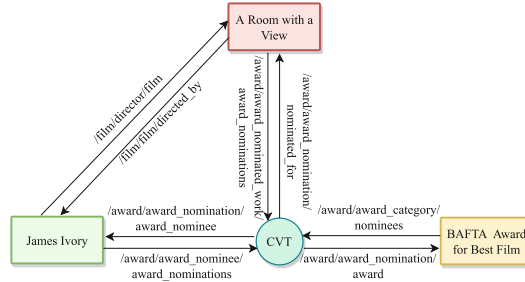 A Room with a
View
/film/director/film
/film/film/directed_by
/award/award_nominated_work/
award_nominations
/award/award_nomination/
nominated_for
/award/award_nomination/
award_nominee
/award/award_category/
nominees
James Ivory
CVT
BAFTA Award
for Best Film
/award/award_nominee/
award_nominations
/award/award_nomination/
award